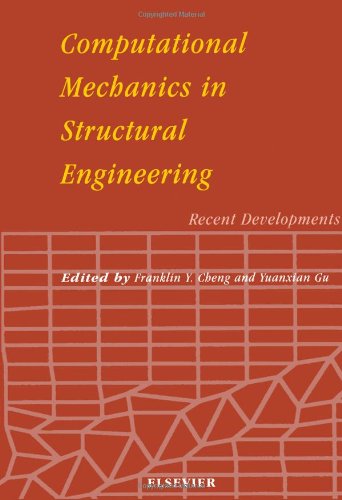 Computational
Mechanics in
Structural
Engineering
Recent Developments
Edited by Franklin Y. Cheng and Yuanxian Gu
ELSEVIER